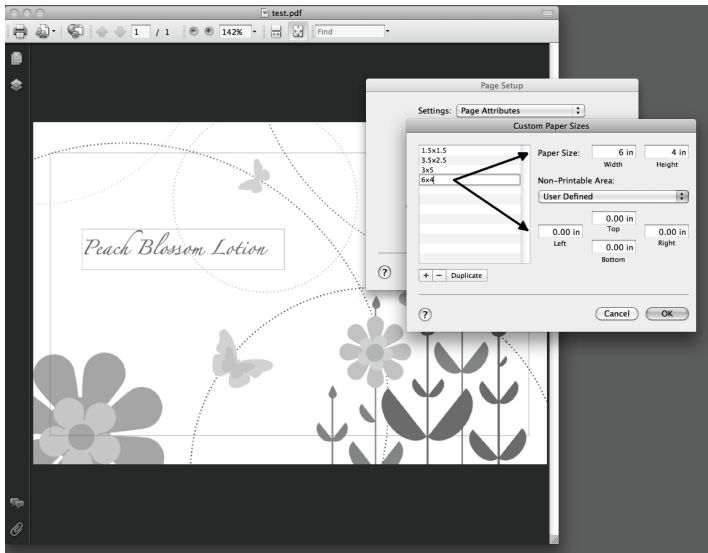 test.pdf
1 / 1 142% Find
Page Setup
Settings: Page Attributes
Custom Paper Sizes
1.5x1.5
3.5x2.5
3x5
6x4
Paper Size: 6 in 4 in
Width Height
Non-Printable Area:
User Defined
0.00 in
Top
0.00 in 0.00 in
Left Right
0.00 in
Bottom
+ − Duplicate
?
?
Cancel OK
Peach Blossom Lotion